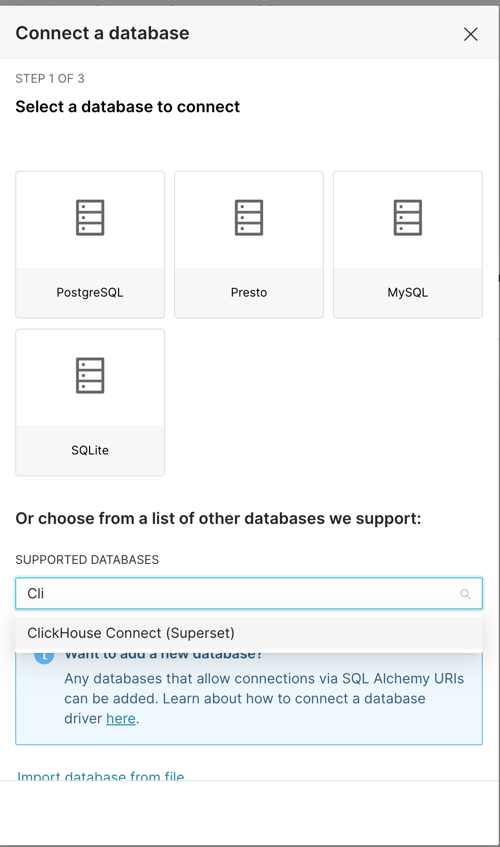 Connect a database
STEP 1 OF 3
Select a database to connect
PostgreSQL
Presto
MySQL
SQLite
Or choose from a list of other databases we support:
SUPPORTED DATABASES
Cli
ClickHouse Connect (Superset)
Want to add a new database?
Any databases that allow connections via SQL Alchemy URIs
can be added. Learn about how to connect a database
driver here.
Import database from file